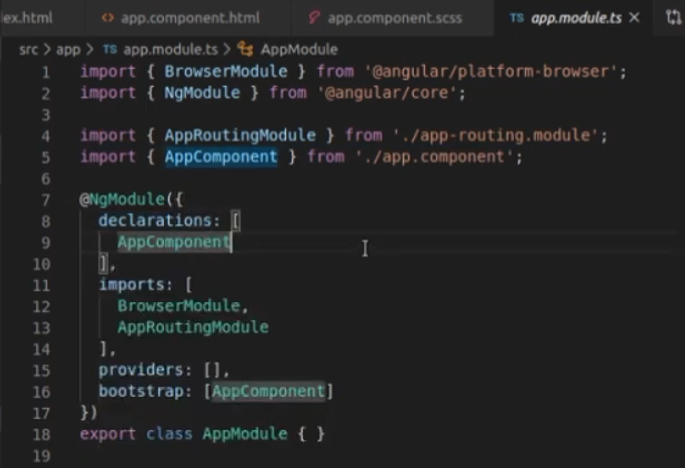 ex.html app.component.html app.component.scss TS app.module.ts ×
src > app > TS app.module.ts > AppModule
1 import { BrowserModule } from '@angular/platform-browser';
2 import { NgModule } from '@angular/core';
3
4 import { AppRoutingModule } from './app-routing.module';
5 import { AppComponent } from './app.component';
6
7 @NgModule({
8 declarations: [
9 AppComponent
10 ],
11 imports: [
12 BrowserModule,
13 AppRoutingModule
14 ],
15 providers: [],
16 bootstrap: [AppComponent]
17 })
18 export class AppModule { }
19